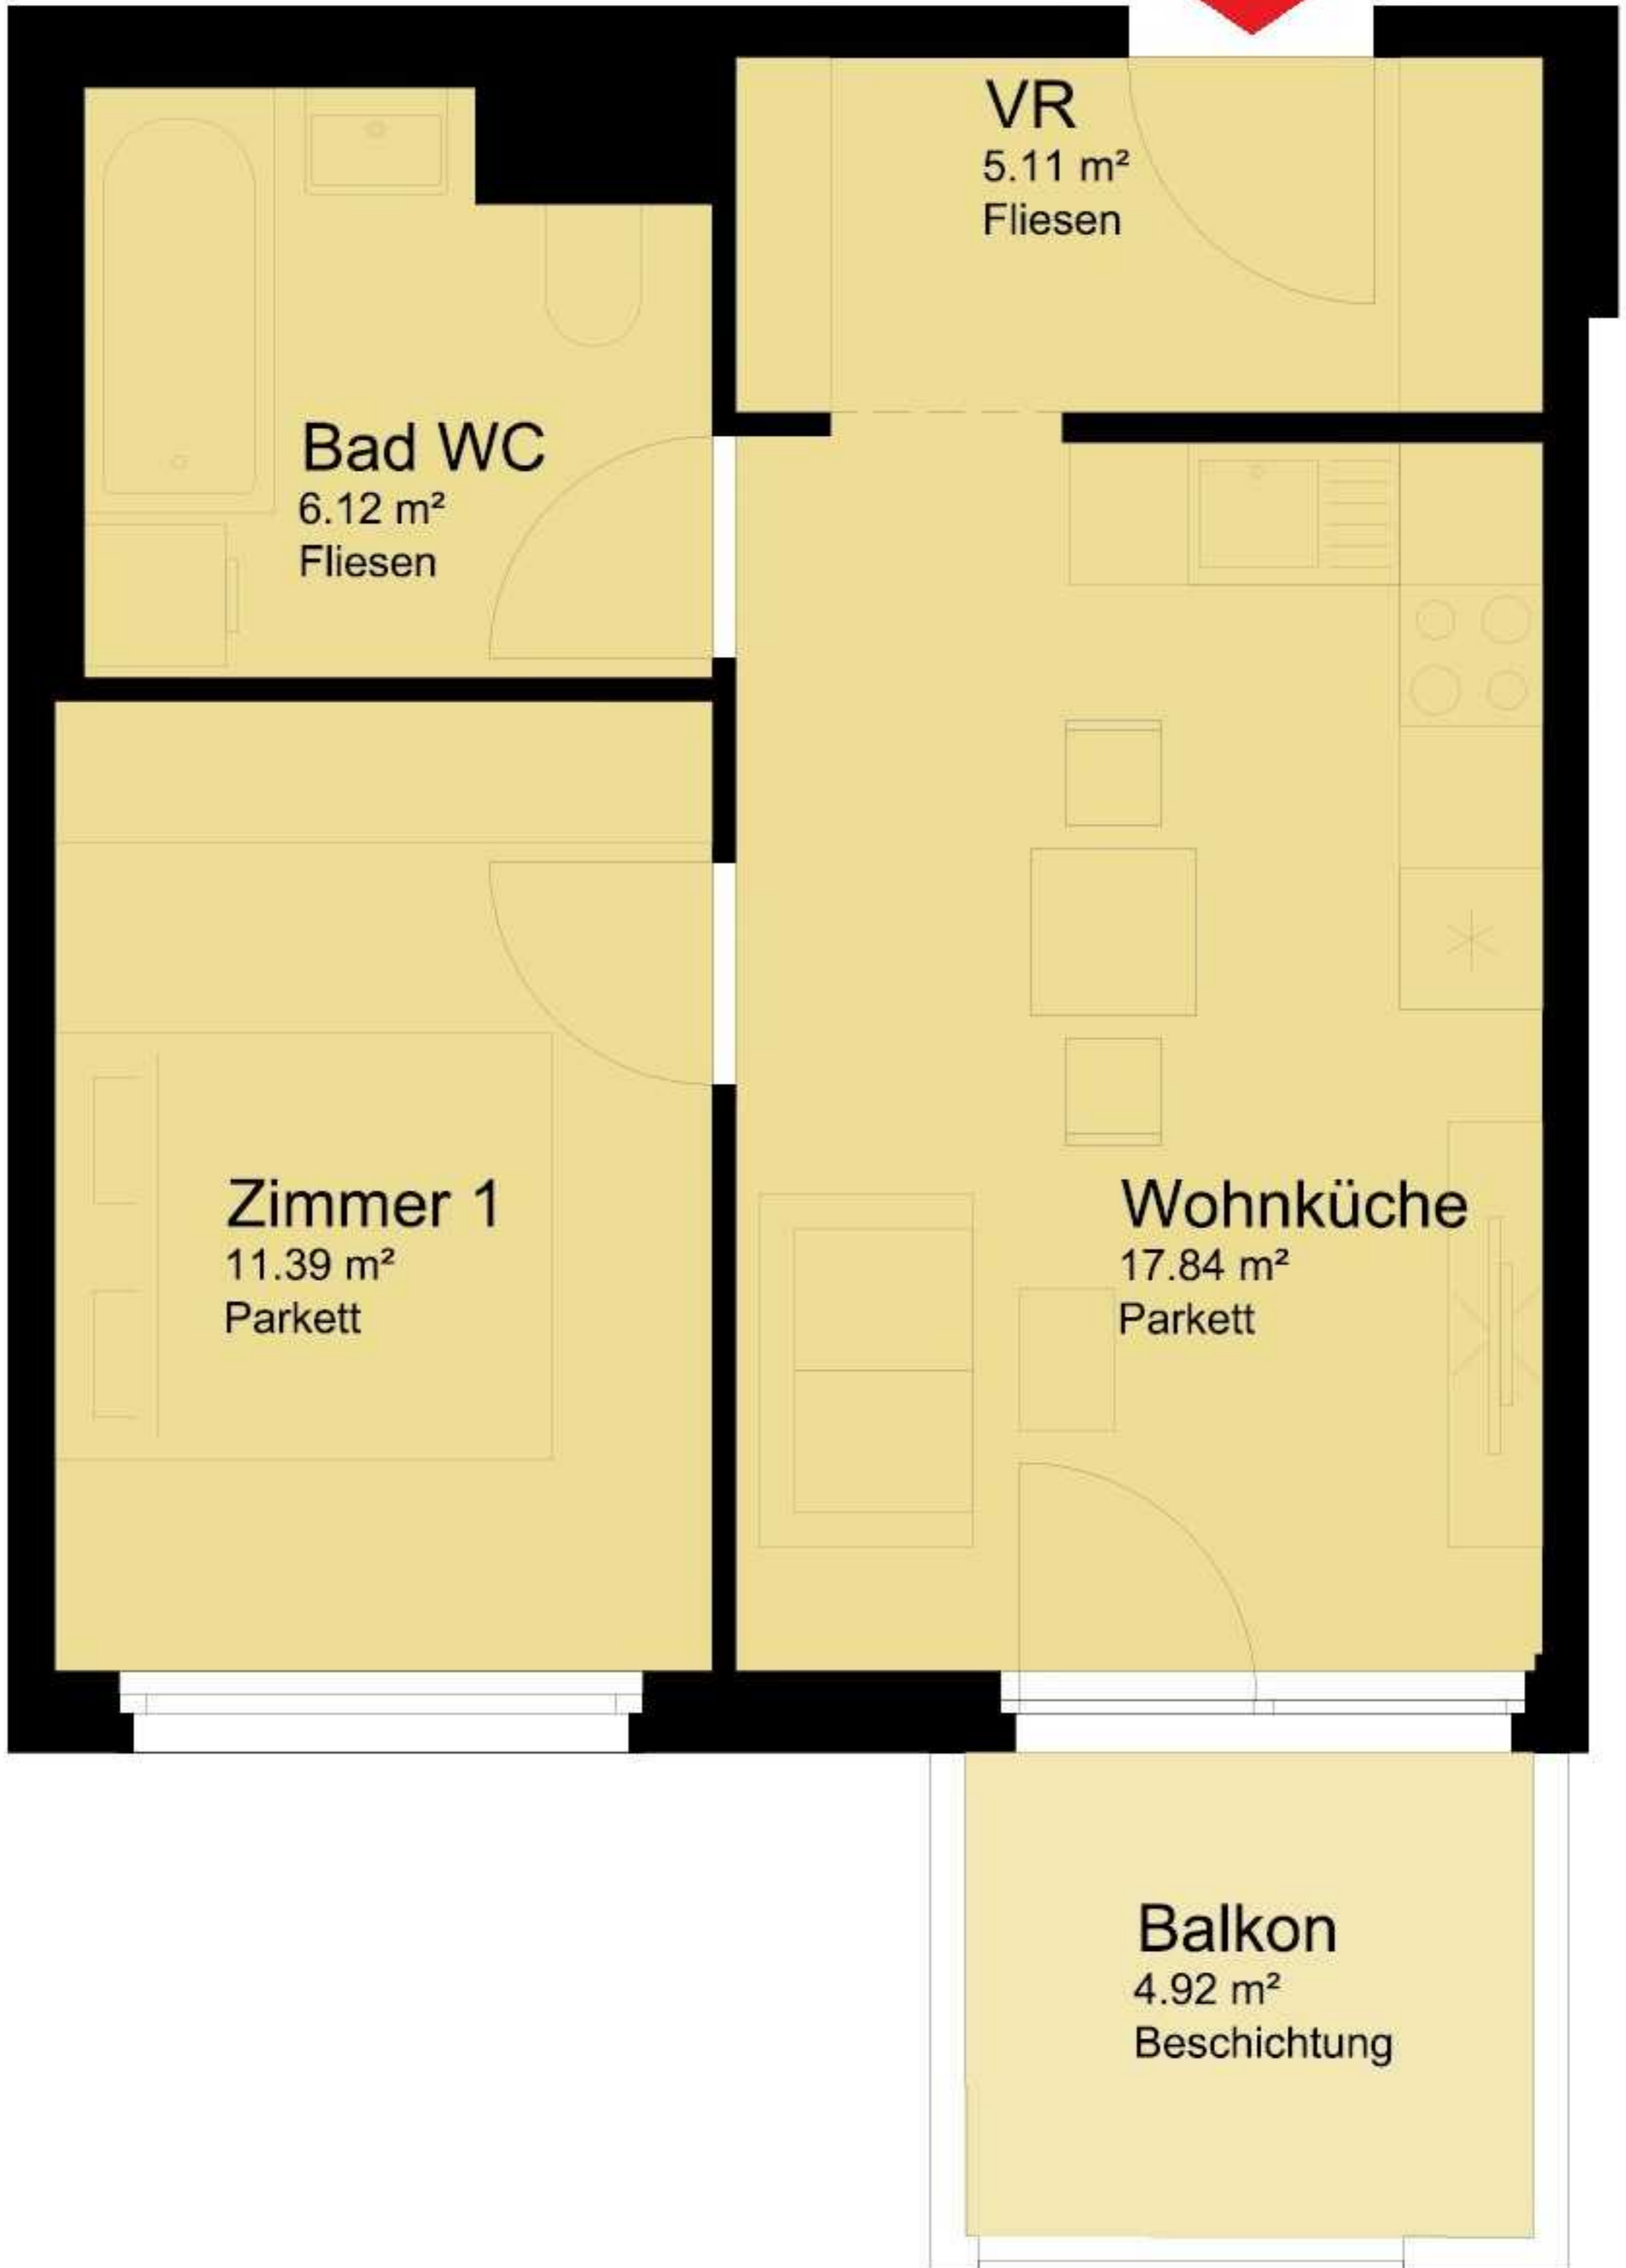 VR
5.11 m²
Fliesen
Bad WC
6.12 m²
Fliesen
Zimmer 1
11.39 m²
Parkett
Wohnküche
17.84 m²
Parkett
Balkon
4.92 m²
Beschichtung